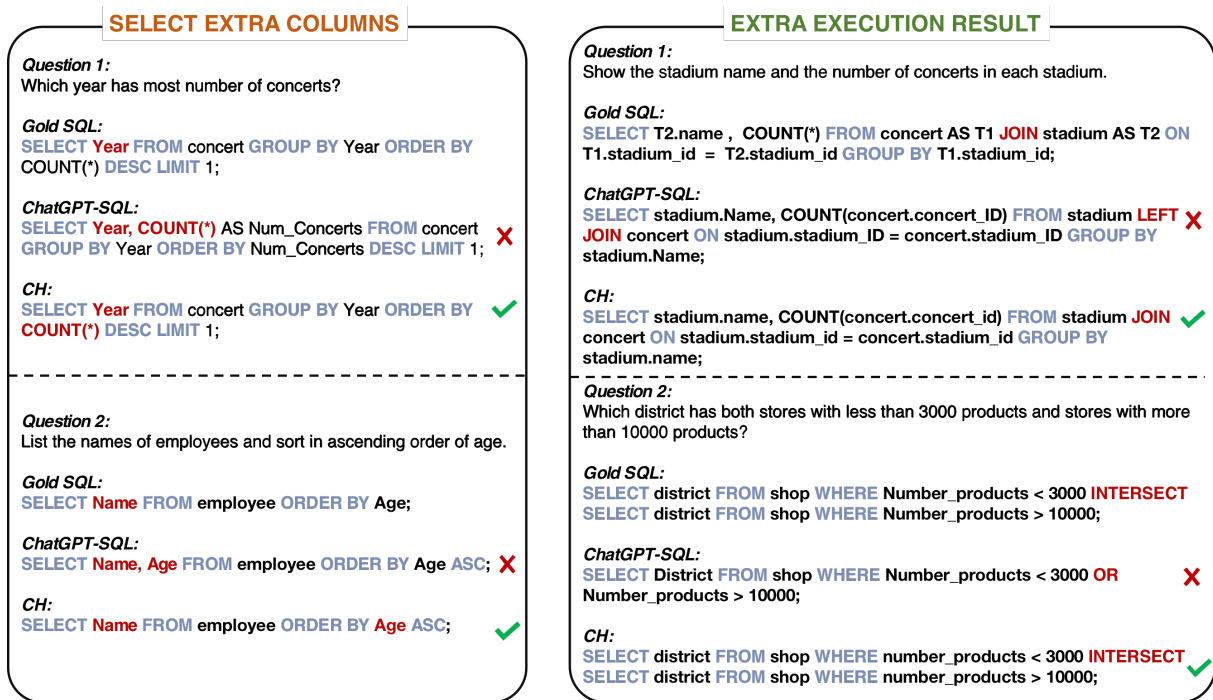 SELECT EXTRA COLUMNS
Question 1:
Which year has most number of concerts?
Gold SQL:
SELECT Year FROM concert GROUP BY Year ORDER BY
COUNT(*) DESC LIMIT 1;
ChatGPT-SQL:
SELECT Year, COUNT(*) AS Num_Concerts FROM concert
GROUP BY Year ORDER BY Num_Concerts DESC LIMIT 1;
CH:
SELECT Year FROM concert GROUP BY Year ORDER BY
COUNT(*) DESC LIMIT 1;
Question 2:
List the names of employees and sort in ascending order of age.
Gold SQL:
SELECT Name FROM employee ORDER BY Age;
ChatGPT-SQL:
SELECT Name, Age FROM employee ORDER BY Age ASC;
CH:
SELECT Name FROM employee ORDER BY Age ASC;
EXTRA EXECUTION RESULT
Question 1:
Show the stadium name and the number of concerts in each stadium.
Gold SQL:
SELECT T2.name , COUNT(*) FROM concert AS T1 JOIN stadium AS T2 ON
T1.stadium_id = T2.stadium_id GROUP BY T1.stadium_id;
ChatGPT-SQL:
SELECT stadium.Name, COUNT(concert.concert_ID) FROM stadium LEFT
JOIN concert ON stadium.stadium_ID = concert.stadium_ID GROUP BY
stadium.Name;
CH:
SELECT stadium.name, COUNT(concert.concert_id) FROM stadium JOIN
concert ON stadium.stadium_id = concert.stadium_id GROUP BY
stadium.name;
Question 2:
Which district has both stores with less than 3000 products and stores with more
than 10000 products?
Gold SQL:
SELECT district FROM shop WHERE Number_products < 3000 INTERSECT
SELECT district FROM shop WHERE Number_products > 10000;
ChatGPT-SQL:
SELECT District FROM shop WHERE Number_products < 3000 OR
Number_products > 10000;
CH:
SELECT district FROM shop WHERE number_products < 3000 INTERSECT
SELECT district FROM shop WHERE number_products > 10000;